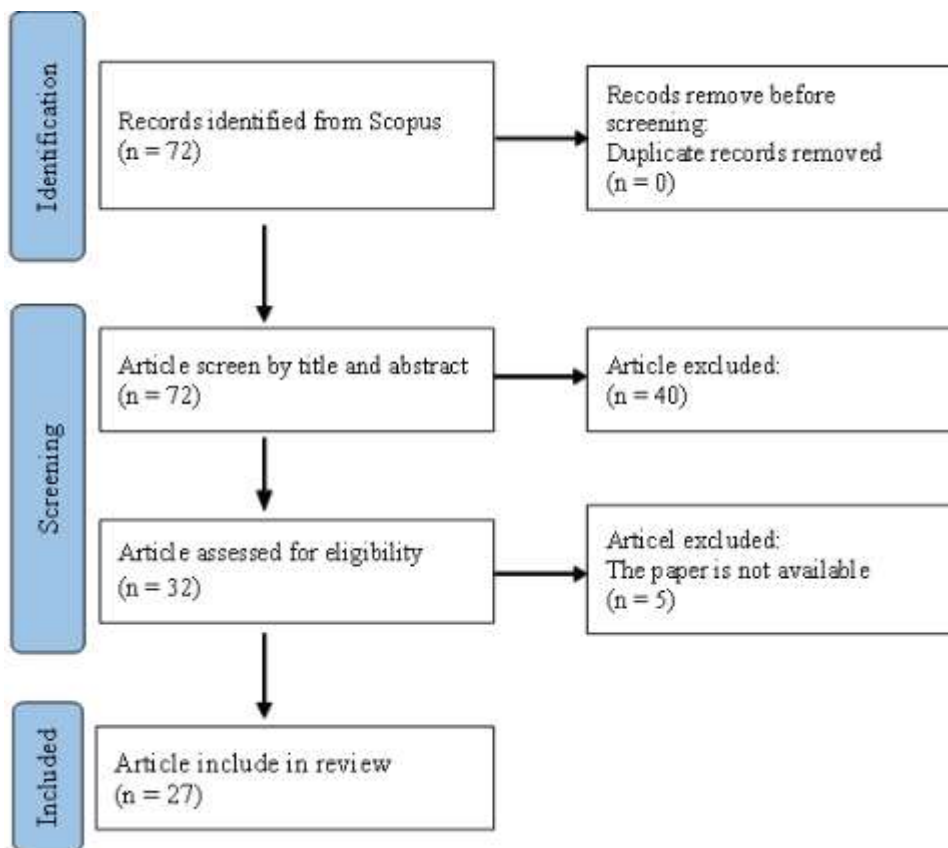 Identification
Records identified from Scopus
(n = 72)
Recods remove before
screening:
Duplicate records removed
(n = 0)
Screening
Article screen by title and abstract
(n = 72)
Article excluded:
(n = 40)
Article assessed for eligibility
(n = 32)
Articel excluded:
The paper is not available
(n = 5)
Included
Article include in review
(n = 27)